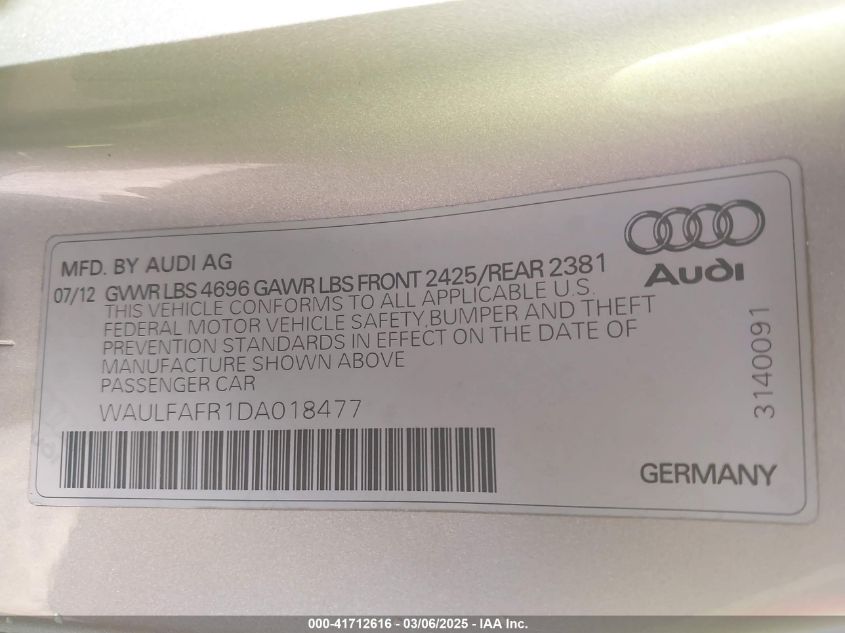 MFD. BY AUDI AG
07/12 GVWR LBS 4696 GAWR LBS FRONT 2425/REAR 2381
THIS VEHICLE CONFORMS TO ALL APPLICABLE U.S.
FEDERAL MOTOR VEHICLE SAFETY,BUMPER AND THEFT
PREVENTION STANDARDS IN EFFECT ON THE DATE OF
MANUFACTURE SHOWN ABOVE
PASSENGER CAR
WAULFAFR1DA018477
Audi
3140091
GERMANY
000-41712616 - 03/06/2025 - IAA Inc.